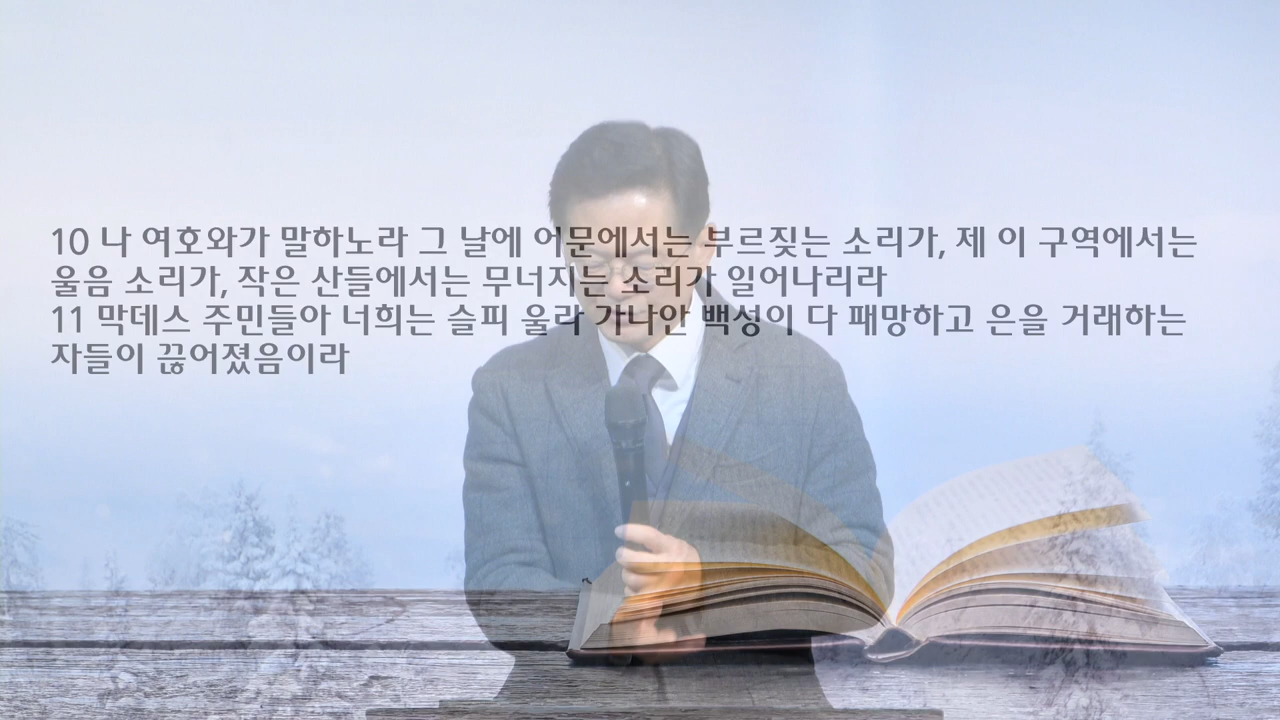 10 나 여호와가 말하노라 그 날에 어문에서는 부르짖는 소리가, 제 이 구역에서는
울음 소리가, 작은 산들에서는 무너지는 소리가 일어나리라
11 막데스 주민들아 너희는 슬피 울라 가나안 백성이 다 패망하고 은을 거래하는
자들이 끊어졌음이라